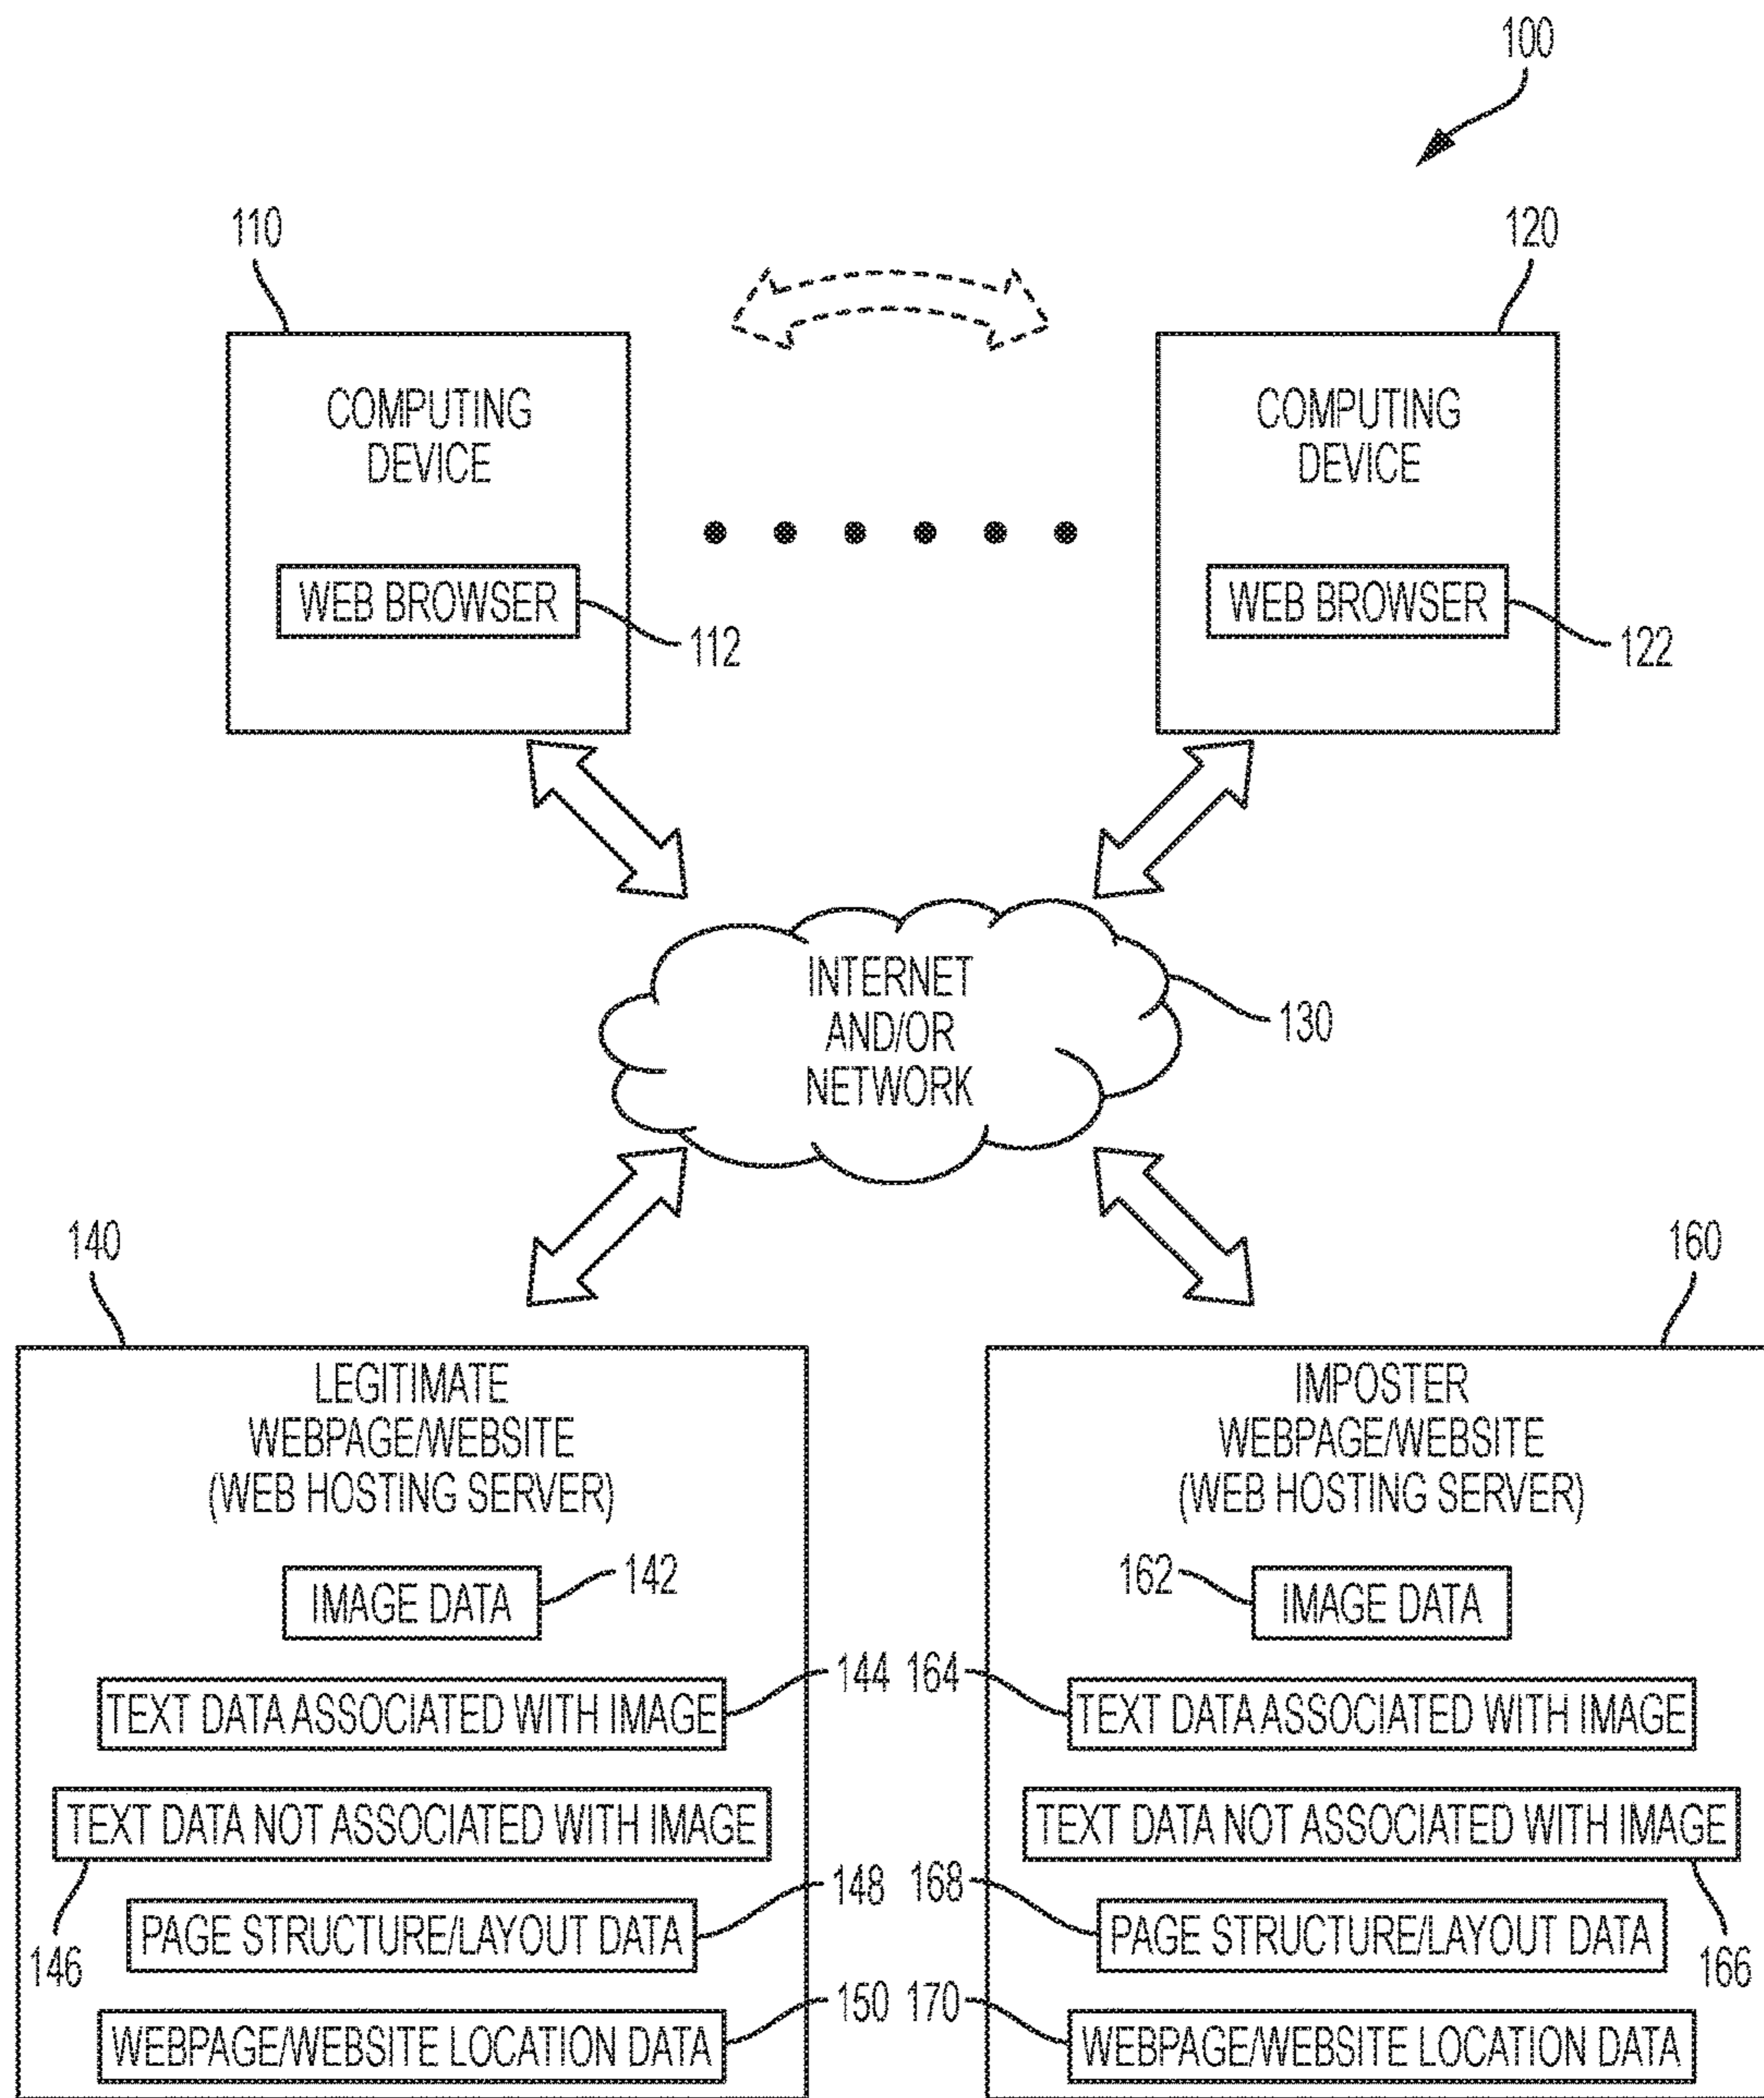 100
110
120
COMPUTING
DEVICE
COMPUTING
DEVICE
WEB BROWSER
WEB BROWSER
112
122
INTERNET
AND/OR
NETWORK
130
140
160
LEGITIMATE
WEBPAGE/WEBSITE
(WEB HOSTING SERVER)
IMPOSTER
WEBPAGE/WEBSITE
(WEB HOSTING SERVER)
IMAGE DATA
142
162
IMAGE DATA
TEXT DATA ASSOCIATED WITH IMAGE
144
164
TEXT DATA ASSOCIATED WITH IMAGE
TEXT DATA NOT ASSOCIATED WITH IMAGE
TEXT DATA NOT ASSOCIATED WITH IMAGE
PAGE STRUCTURE/LAYOUT DATA
148
168
PAGE STRUCTURE/LAYOUT DATA
146
166
WEBPAGE/WEBSITE LOCATION DATA
150
170
WEBPAGE/WEBSITE LOCATION DATA